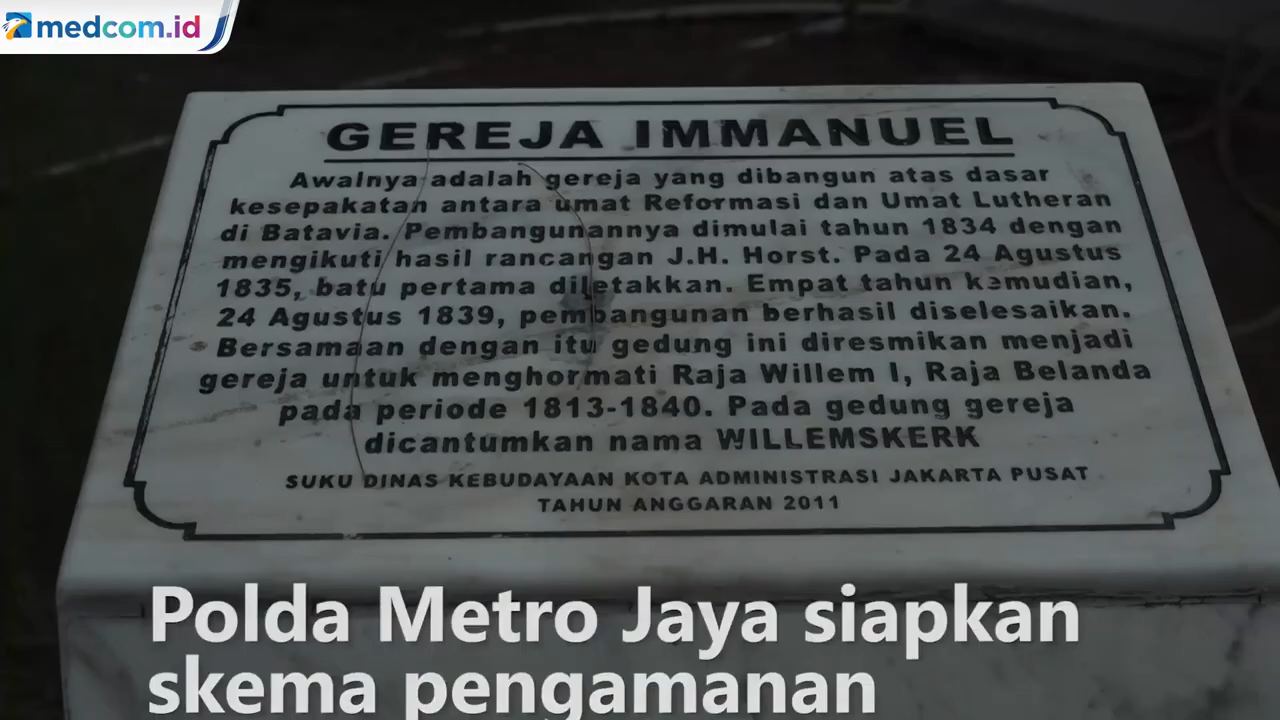 medcom.id
GEREJA IMMANUEL
Awalnya adalah gereja yang dibangun atas dasar
kesepakatan antara umat Reformasi dan Umat Lutheran
di Batavia. Pembangunannya dimulai tahun 1834 dengan
mengikuti hasil rancangan J.H. Horst. Pada 24 Agustus
1835, batu pertama diletakkan. Empat tahun kemudian,
24 Agustus 1839, pembangunan berhasil diselesaikan.
Bersamaan dengan itu gedung ini diresmikan menjadi
gereja untuk menghormati Raja Willem I, Raja Belanda
pada periode 1813-1840. Pada gedung gereja
dicantumkan nama WILLEMSKERK
SUKU DINAS KEBUDAYAAN KOTA ADMINISTRASI JAKARTA PUSAT
TAHUN ANGGARAN 2011
Polda Metro Jaya siapkan
skema pengamanan